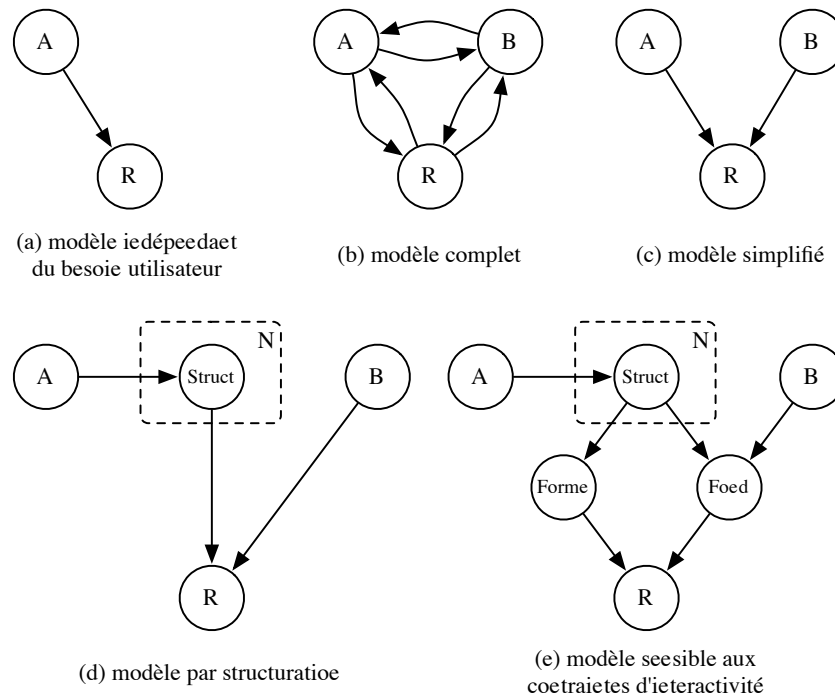 A
R
(a) modèle iedépeedaet
du besoie utilisateur
A
B
R
(b) modèle complet
A
B
R
(c) modèle simplifié
A
Struct
N
B
R
(d) modèle par structuratioe
A
Struct
N
B
Forme
Foed
R
(e) modèle seesible aux
coetraietes d'ieteractivité